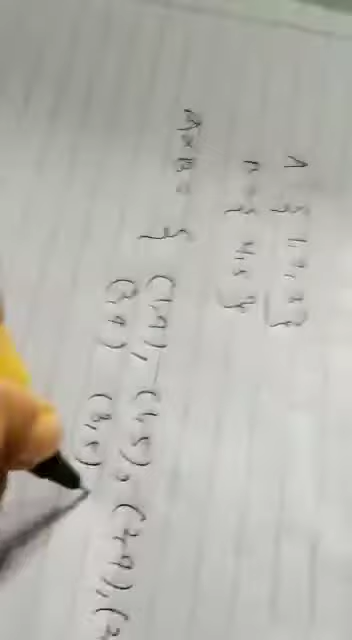 A = { 1, 2, 3 }
B = { 4, 5 }
A × B = {
(1,4), (1,5), (2,4), (2
(3,4) (3,5)